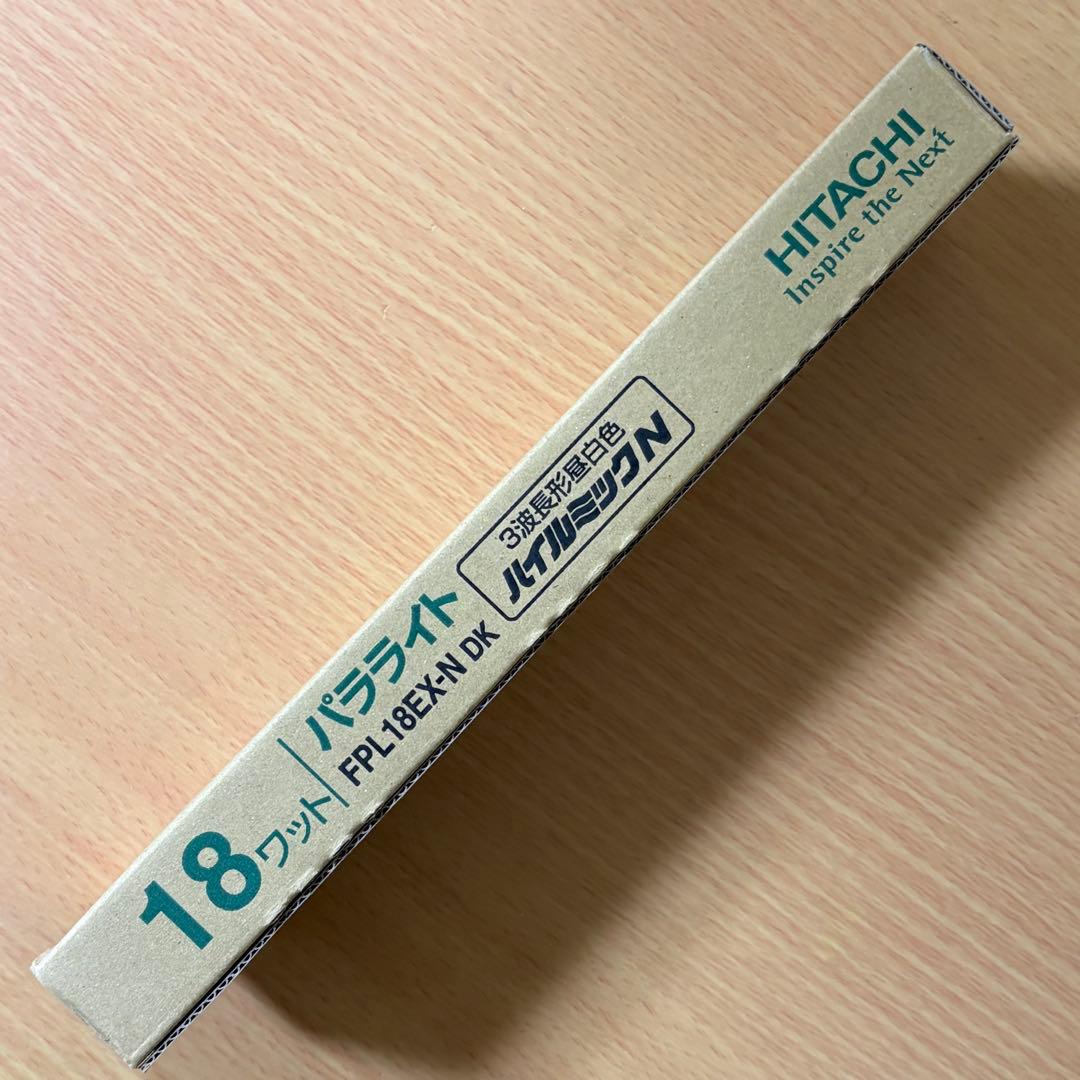 18ワット
パラライト
FPL18EX-N DK
3波長形昼白色
ハイルミックN
HITACHI
Inspire the Next